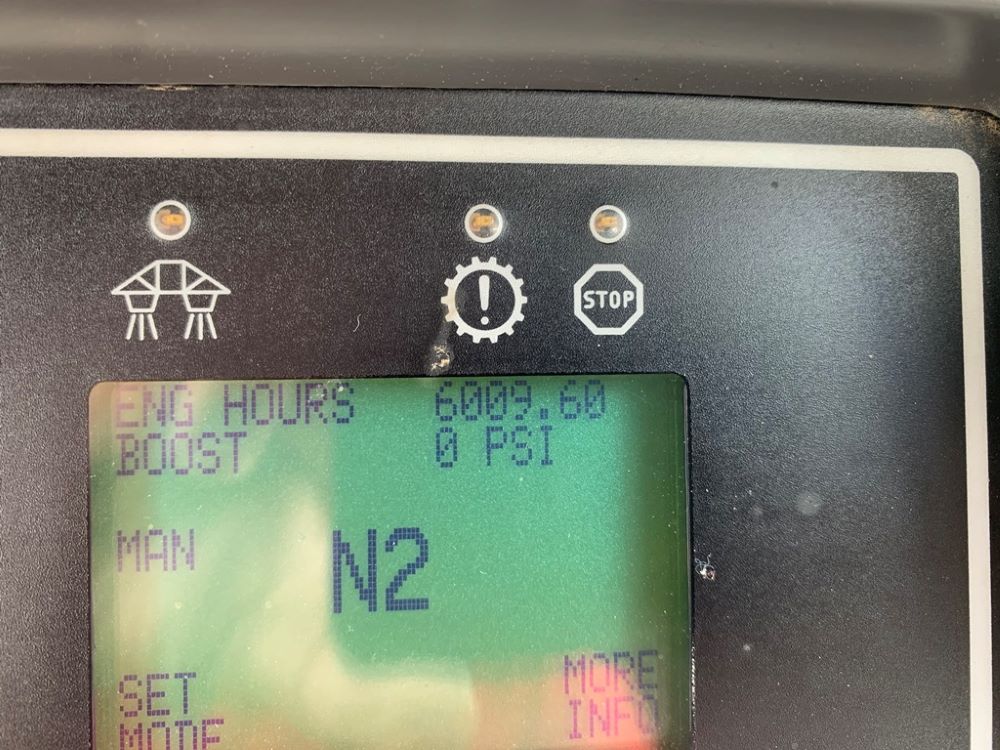 STOP
ENG HOURS 6009.60
BOOST 0 PSI
MAN N2
SET MODE
MORE INFO